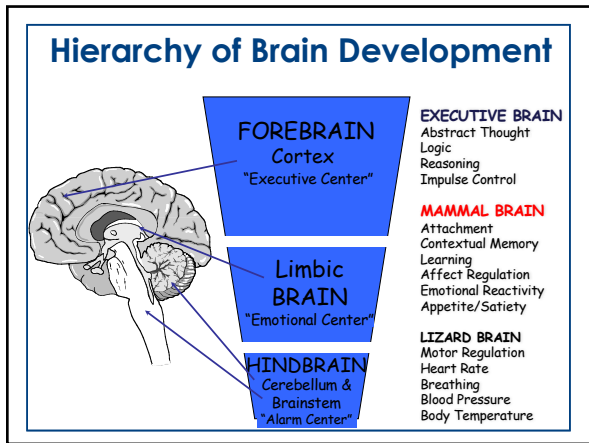 Hierarchy of Brain Development
FOREBRAIN
Cortex
"Executive Center"
Limbic
BRAIN
"Emotional Center"
HINDBRAIN
Cerebellum &
Brainstem
"Alarm Center"
EXECUTIVE BRAIN
Abstract Thought
Logic
Reasoning
Impulse Control
MAMMAL BRAIN
Attachment
Contextual Memory
Learning
Affect Regulation
Emotional Reactivity
Appetite/Satiety
LIZARD BRAIN
Motor Regulation
Heart Rate
Breathing
Blood Pressure
Body Temperature